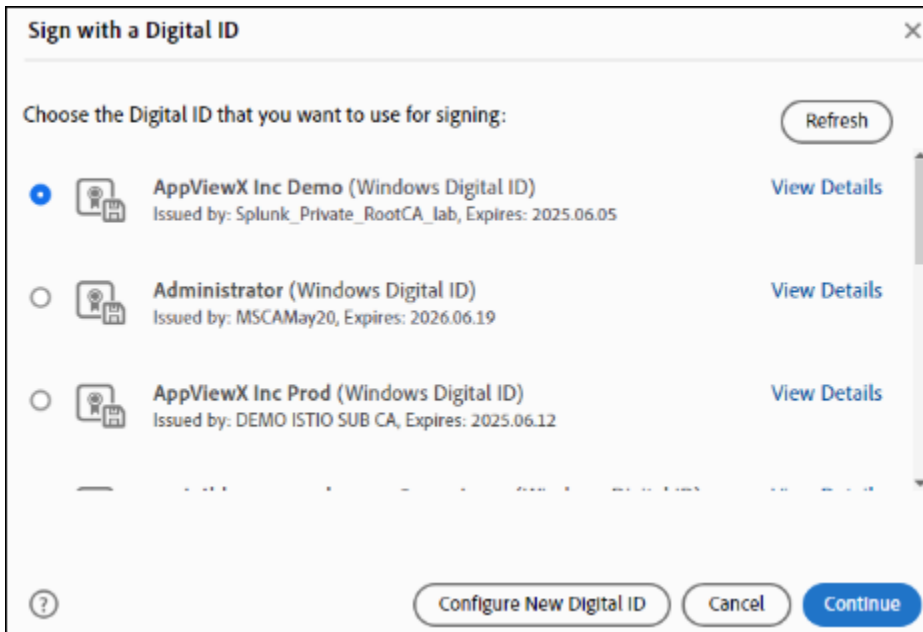 Sign with a Digital ID
Choose the Digital ID that you want to use for signing:
Refresh
AppViewX Inc Demo (Windows Digital ID)
View Details
Issued by: Splunk_Private_RootCA_lab, Expires: 2025.06.05
Administrator (Windows Digital ID)
View Details
Issued by: MSCAMay20, Expires: 2026.06.19
AppViewX Inc Prod (Windows Digital ID)
View Details
Issued by: DEMO ISTIO SUB CA, Expires: 2025.06.12
Configure New Digital ID
Cancel
Continue